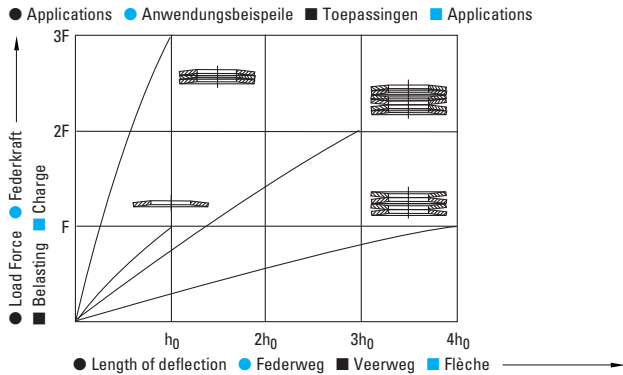 ● Applications ● Anwendungsbeispeile ■ Toepassingen ■ Applications
● Load Force ● Federkraft
■ Belasting ■ Charge
3F
2F
F
h₀ 2h₀ 3h₀ 4h₀
● Length of deflection ● Federweg ■ Veerweg ■ Flèche